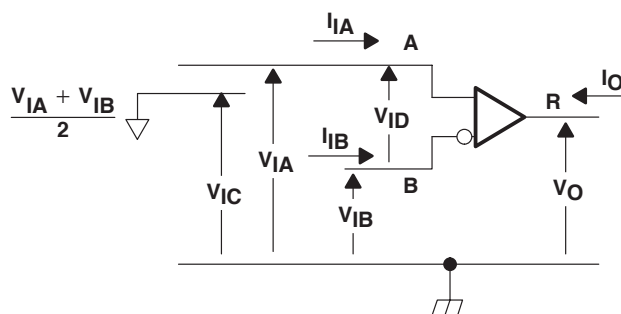 I_IA
A
I_O
V_IA + V_IB
2
R
V_ID
I_IB
V_IA
B
V_IC
V_IB
V_O